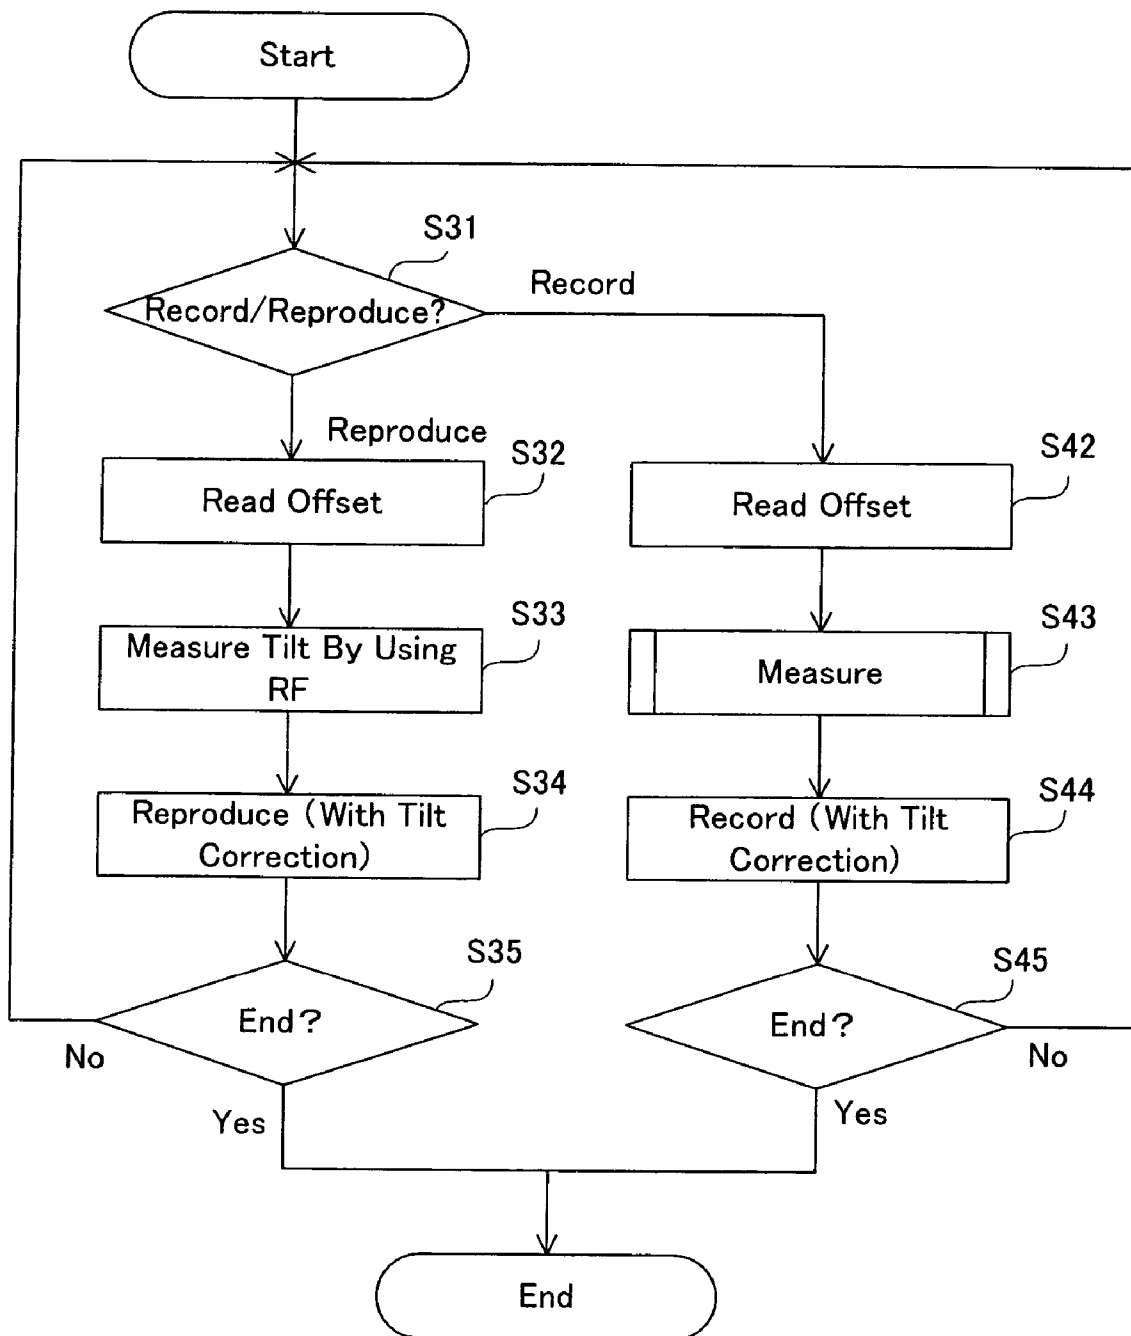 Start
S31
Record/Reproduce?
Record
Reproduce
S32
Read Offset
S42
Read Offset
S33
Measure Tilt By Using
RF
S43
Measure
S34
Reproduce (With Tilt
Correction)
S44
Record (With Tilt
Correction)
S35
End?
No
Yes
S45
End?
No
Yes
End